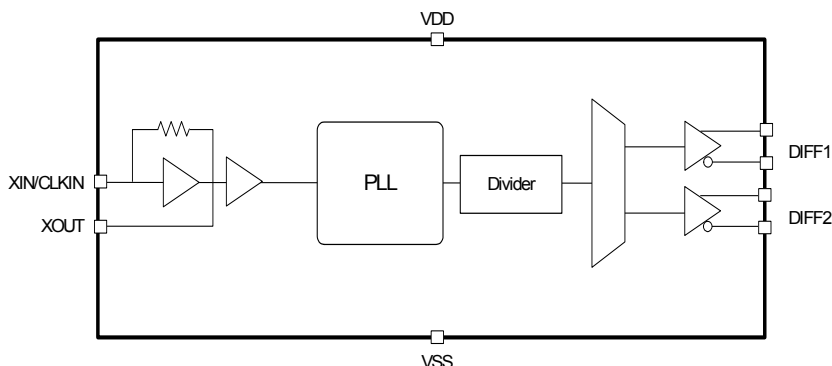 VDD
XIN/CLKIN
XOUT
PLL
Divider
DIFF1
DIFF2
VSS